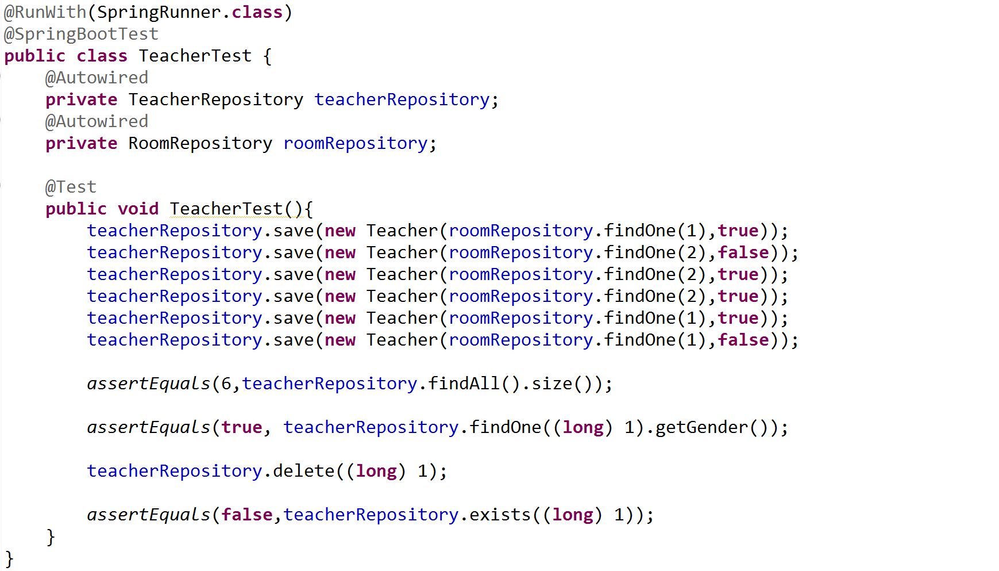 @RunWith(SpringRunner.class)
@SpringBootTest
public class TeacherTest {
    @Autowired
    private TeacherRepository teacherRepository;
    @Autowired
    private RoomRepository roomRepository;

    @Test
    public void TeacherTest(){
        teacherRepository.save(new Teacher(roomRepository.findOne(1),true));
        teacherRepository.save(new Teacher(roomRepository.findOne(2),false));
        teacherRepository.save(new Teacher(roomRepository.findOne(2),true));
        teacherRepository.save(new Teacher(roomRepository.findOne(2),true));
        teacherRepository.save(new Teacher(roomRepository.findOne(1),true));
        teacherRepository.save(new Teacher(roomRepository.findOne(1),false));

        assertEquals(6,teacherRepository.findAll().size());

        assertEquals(true, teacherRepository.findOne((long) 1).getGender());

        teacherRepository.delete((long) 1);

        assertEquals(false,teacherRepository.exists((long) 1));
    }
}